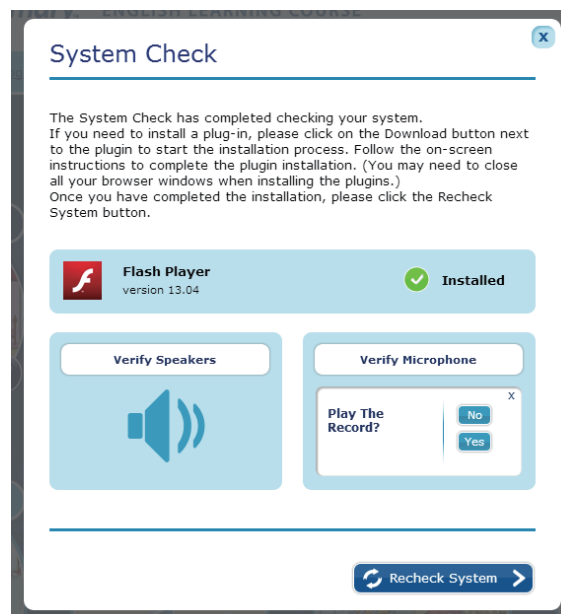 ENGLISH LEARNING COURSE
x
System Check
The System Check has completed checking your system.
If you need to install a plug-in, please click on the Download button next
to the plugin to start the installation process. Follow the on-screen
instructions to complete the plugin installation. (You may need to close
all your browser windows when installing the plugins.)
Once you have completed the installation, please click the Recheck
System button.
Flash Player
version 13.04
Installed
Verify Speakers
Verify Microphone
x
Play The
Record?
No
Yes
Recheck System